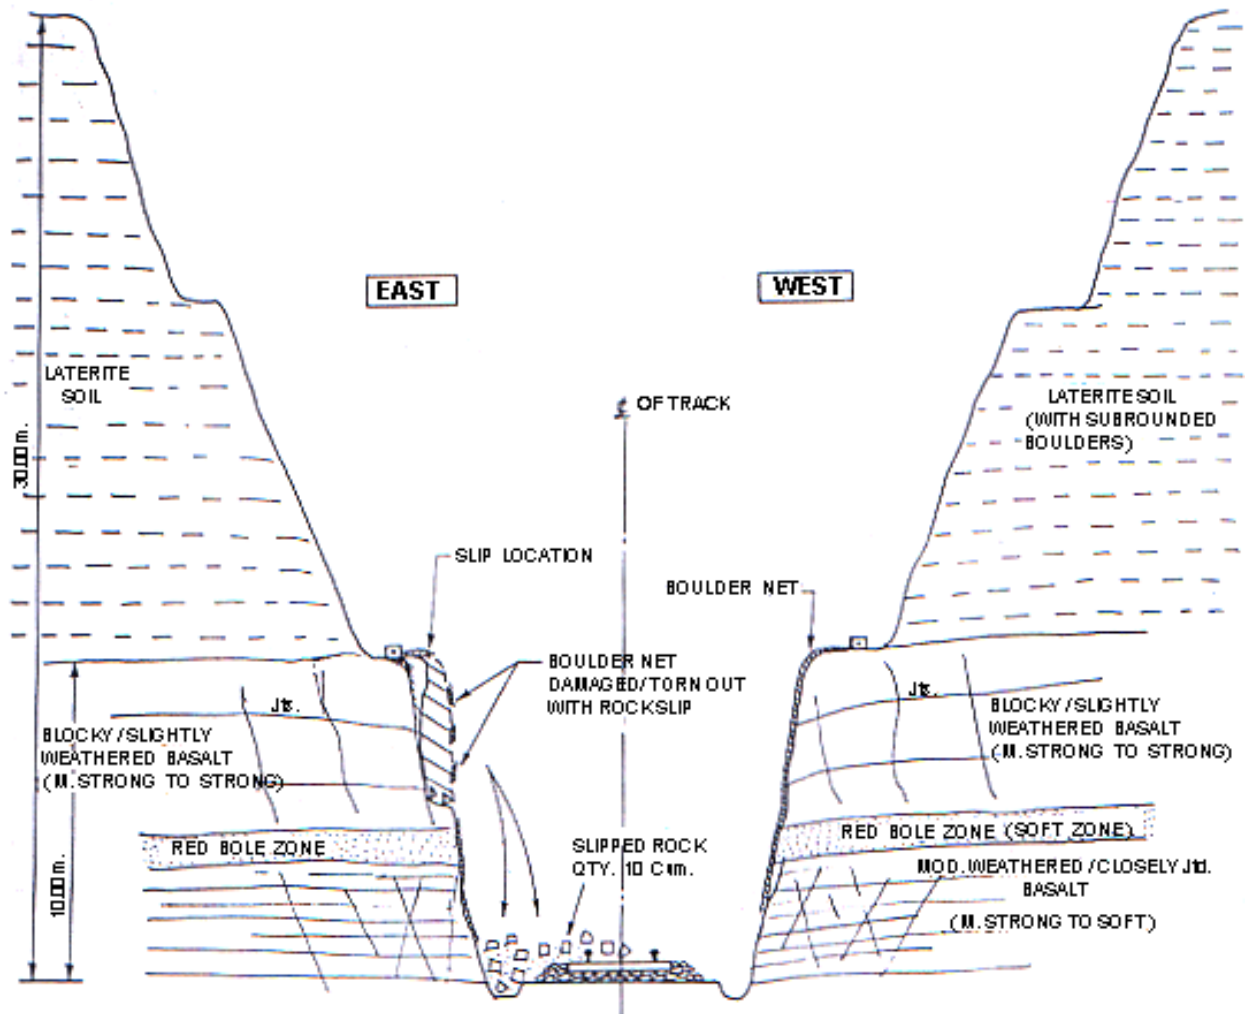 EAST
WEST
LATERITE
SOIL
℄ OF TRACK
LATERITE SOIL
(WITH SUBROUNDED
BOULDERS)
30.00 m.
SLIP LOCATION
BOULDER NET
BOULDER NET
DAMAGED/TORN OUT
WITH ROCKSLIP
Jts.
BLOCKY/SLIGHTLY
WEATHERED BASALT
(M. STRONG TO STRONG)
Jts.
BLOCKY/SLIGHTLY
WEATHERED BASALT
(M. STRONG TO STRONG)
10.00 m.
RED BOLE ZONE
RED BOLE ZONE (SOFT ZONE)
SLIPPED ROCK
QTY. 10 Cum.
MOD. WEATHERED/CLOSELY Jtd.
BASALT
(M. STRONG TO SOFT)